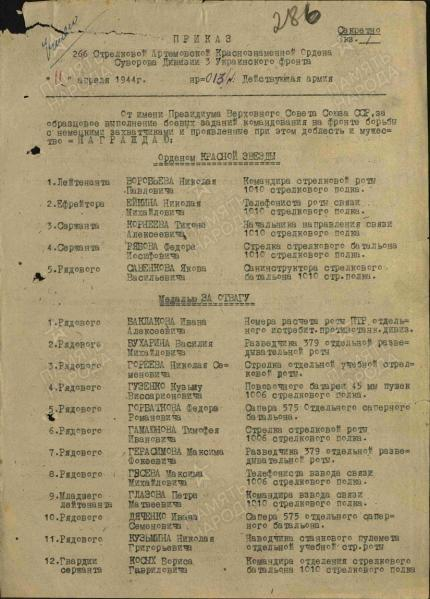 286
Секретно
Экз. 1
ПРИКАЗ
266 Стрелковой Артемовской Краснознаменной Ордена
Суворова Дивизии 3 Украинского фронта
"11" апреля 1944г. Действующая армия
От имени Президиума Верховного Совета Союза ССР, за
образцовое выполнение боевых заданий командования на фронте борьбы
с немецкими захватчиками и проявленные при этом доблесть и мужест-
во - НАГРАЖДАЮ:
Орденом КРАСНОЙ ЗВЕЗДЫ
1.Лейтенанта ВОРОБЬЕВА Николая Командира стрелковой роты
Павловича 1010 стрелкового полка.
2.Ефрейтора Николая Телефониста роты связи
Михайловича 1010 стрелкового полка.
3.Сержанта КОРНЕЕВА Тихона Начальника направления связи
Алексеевича 1010 стрелкового полка.
4.Сержанта РЯБОВА Федора Стрелка стрелкового батальона
Иосифовича 1010 стрелкового полка.
5.Рядового САВЕНКОВА Якова Санинструктора стрелкового
Васильевича батальона 1010 стр.полка.
Медалью ЗА ОТВАГУ
1.Рядового БАКЛАКОВА Ивана Номера расчета роты ПТР отдель-
Алексеевича ного истребит.противотанк.дивиз.
2.Рядового БУХАРИНА Василия Разведчика 379 отдельной разве-
Михайловича дывательной роты
3.Рядового ГОРЕЕВА Николая Се- Стрелка отдельной учебной стрел-
меновича ковой роты.
4.Рядового ГУЗЕНКО Кузьму Повозочного батареи 45 мм пушек
Виссарионовича 1006 стрелкового полка.
5.Рядового Федора Сапера 575 Отдельного саперного
Романовича батальона.
6.Рядового ГАМАЮНОВА Тимофея Стрелка стрелковой роты
Ивановича 1006 стрелкового полка.
7.Рядового ГЕРАСИМОВА Максима Разведчика 379 отдельной разве-
Фокеевича дывательной роты.
8.Рядового ГУСЕВА Максима Телефониста взвода связи
Михайловича 1006 стрелкового полка.
9.Младшего ГЛАЗОВА Петра Командира взвода связи
лейтенанта Матвеевича 1010 стрелкового полка.
10.Рядового ДЯЧЕНКО Ивана Сапера 575 отдельного сапер-
Семеновича ного батальона.
11.Рядового КУЗЬМИНА Николая Наводчика станкового пулемета
Григорьевича отдельной учебной стр.роты
12.Гвардии КОСЫХ Бориса Командира отделения стрелкового
сержанта Гавриловича батальона 1010 стрелкового полка